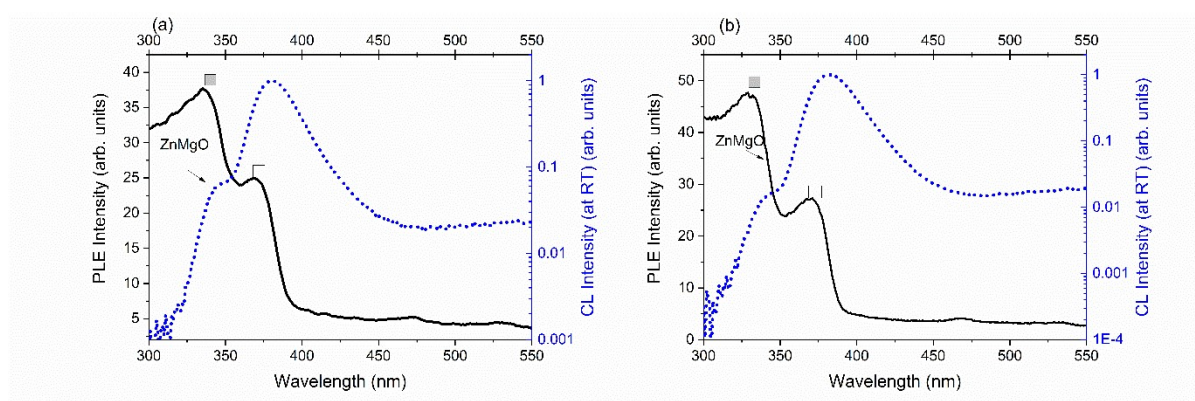 (a)
300 350 400 450 500 550
40
35
30
25
20
15
10
5
PLE Intensity (arb. units)
ZnMgO
1
0.1
0.01
0.001
CL Intensity (at RT) (arb. units)
300 350 400 450 500 550
Wavelength (nm)
(b)
300 350 400 450 500 550
50
40
30
20
10
0
PLE Intensity (arb. units)
ZnMgO
1
0.1
0.01
0.001
1E-4
CL Intensity (at RT) (arb. units)
300 350 400 450 500 550
Wavelength (nm)